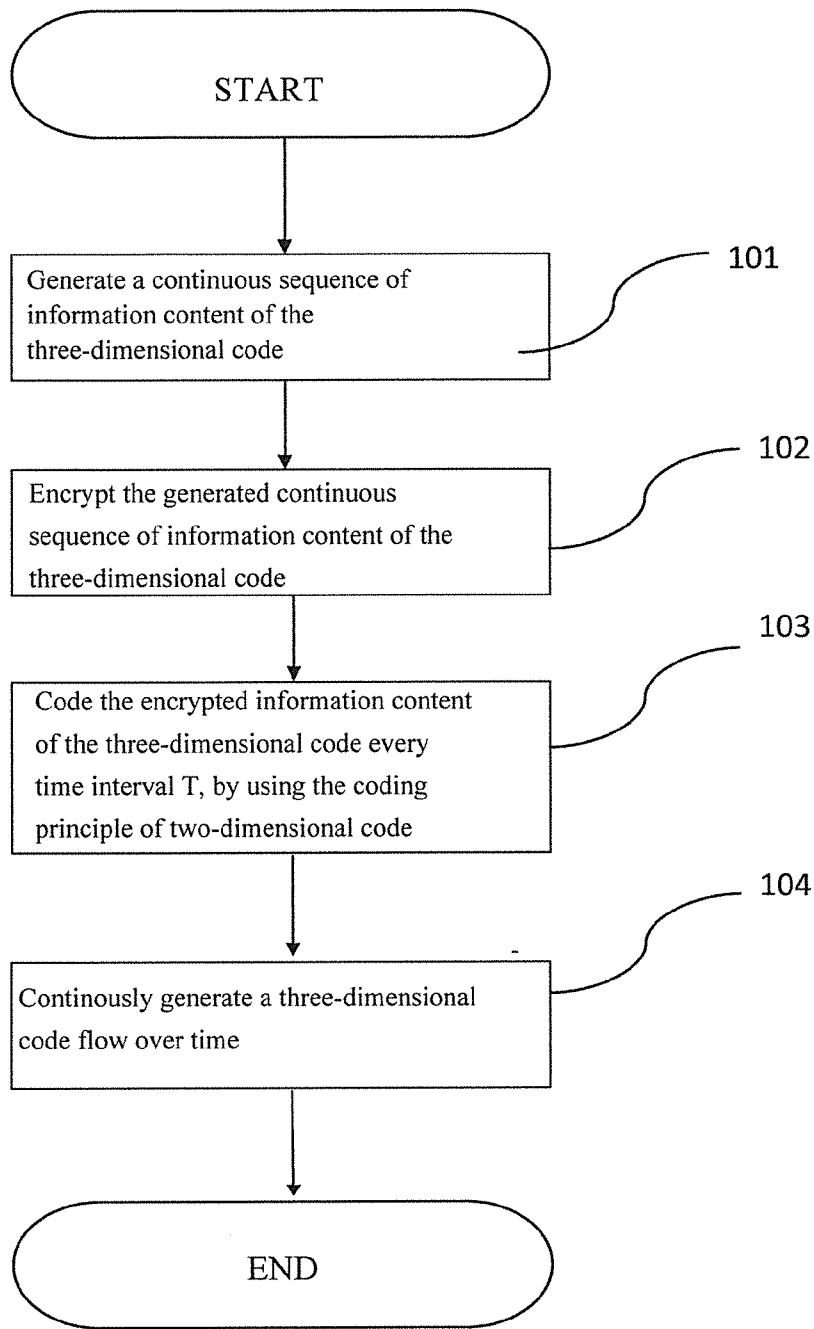 START
101
Generate a continuous sequence of
information content of the
three-dimensional code
102
Encrypt the generated continuous
sequence of information content of the
three-dimensional code
103
Code the encrypted information content
of the three-dimensional code every
time interval T, by using the coding
principle of two-dimensional code
104
Continously generate a three-dimensional
code flow over time
END